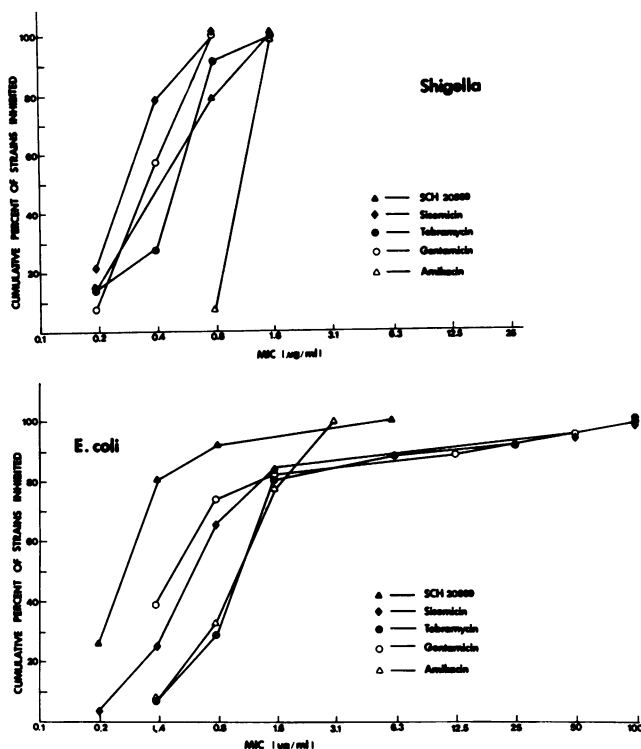 CUMULATIVE PERCENT OF STRAINS INHIBITED
100
80
60
40
20
Shigella
SCH 20569
Sisomicin
Tobramycin
Gentamicin
Amikacin
0.1 0.2 0.4 0.8 1.6 3.1 6.3 12.5 25
MIC (µg/ml)
CUMULATIVE PERCENT OF STRAINS INHIBITED
100
80
60
40
20
E. coli
SCH 20569
Sisomicin
Tobramycin
Gentamicin
Amikacin
0.1 0.2 0.4 0.8 1.6 3.1 6.3 12.5 25 50 100
MIC (µg/ml)